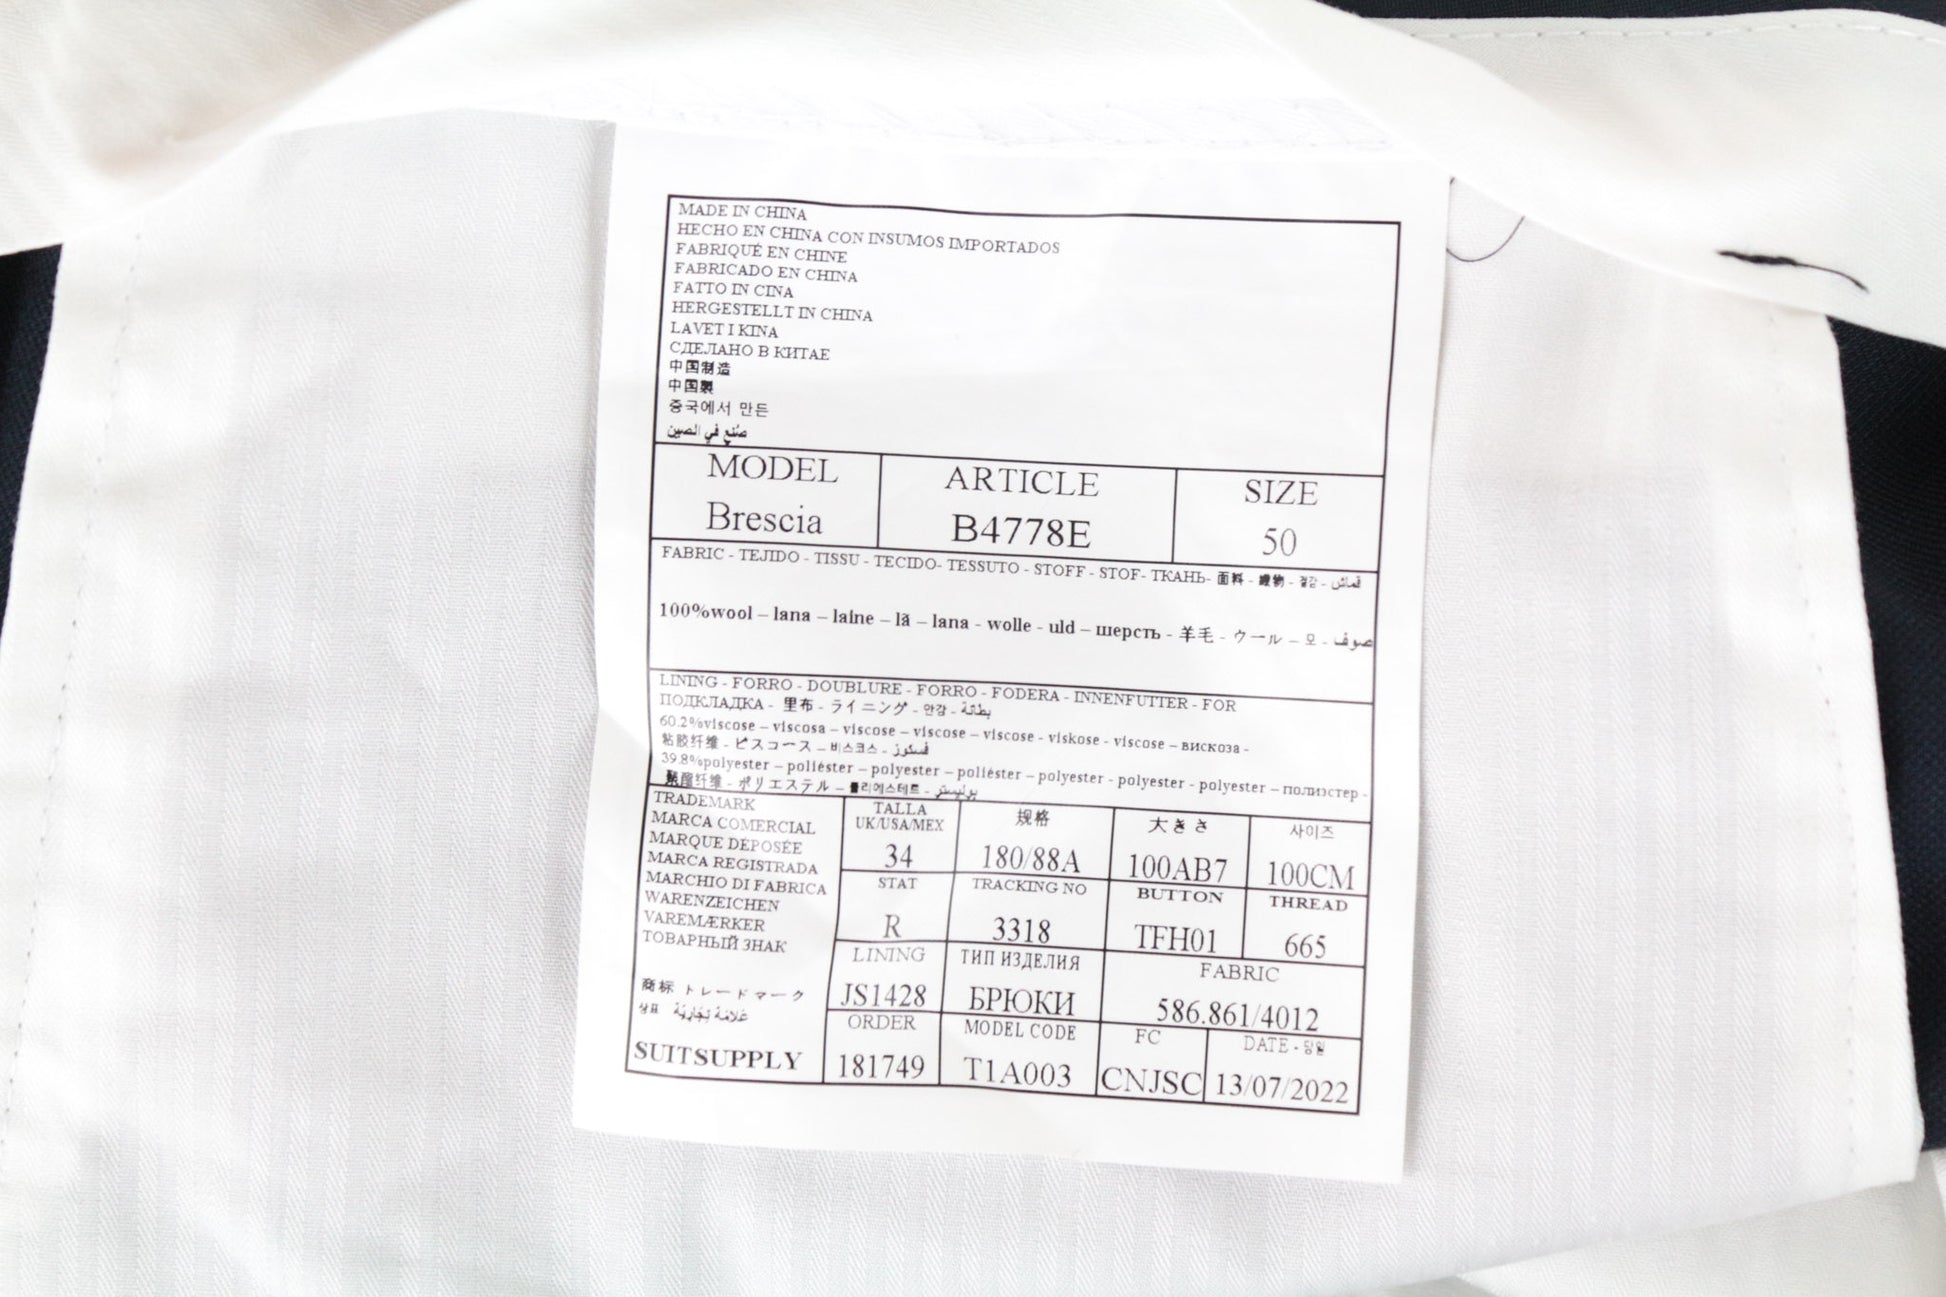 MADE IN CHINA
HECHO EN CHINA CON INSUMOS IMPORTADOS
FABRIQUÉ EN CHINE
FABRICADO EN CHINA
FATTO IN CINA
HERGESTELLT IN CHINA
LAVET I KINA
СДЕЛАНО В КИТАЕ
中国制造
中国製
중국에서 만든
صُنع في الصين
MODEL
Brescia
ARTICLE
B4778E
SIZE
50
FABRIC - TEJIDO - TISSU - TECIDO- TESSUTO - STOFF - STOF- ТКАНЬ- 面料 - 織物 - 겉감 - قماش
100%wool – lana – laine – lã – lana - wolle - uld – шерсть - 羊毛 - ウール – 모 - صوف
LINING - FORRO - DOUBLURE - FORRO - FODERA - INNENFUTTER - FOR
ПОДКЛАДКА - 里布 - ライニング - 안감 - بطانة
60.2%viscose – viscosa – viscose – viscose – viscose - viskose - viscose – вискоза -
粘胶纤维 - ビスコース – 비스코스 - فسكوز
39.8%polyester – poliéster – polyester – poliéster – polyester - polyester - polyester – полиэстер -
聚酯纤维 - ポリエステル – 폴리에스테르 - بوليستر
TRADEMARK
MARCA COMERCIAL
MARQUE DÉPOSÉE
MARCA REGISTRADA
MARCHIO DI FABRICA
WARENZEICHEN
VAREMÆRKER
ТОВАРНЫЙ ЗНАК
商标 トレードマーク
상표 عَلامَة تِجَارِيّة
SUITSUPPLY
TALLA
UK/USA/MEX
34
规格
180/88A
大きさ
100AB7
사이즈
100CM
STAT
R
TRACKING NO
3318
BUTTON
TFH01
THREAD
665
LINING
JS1428
ТИП ИЗДЕЛИЯ
БРЮКИ
FABRIC
586.861/4012
ORDER
181749
MODEL CODE
T1A003
FC
CNJSC
DATE - 당일
13/07/2022